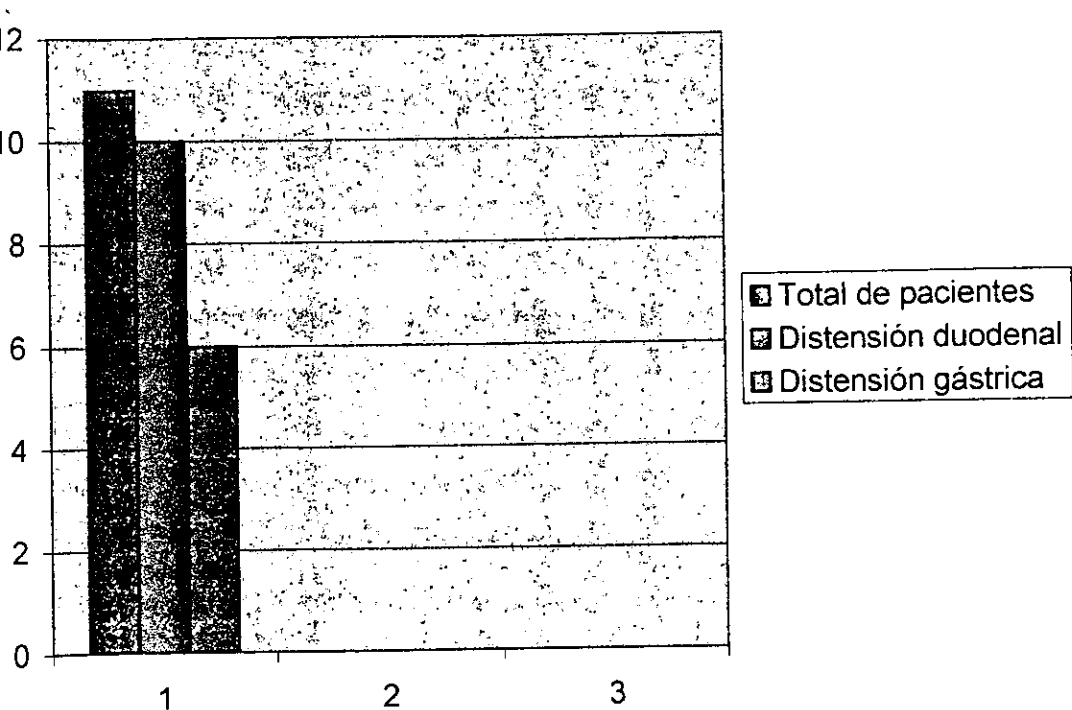 12
10
8
6
4
2
0
1 2 3
Total de pacientes
Distensión duodenal
Distensión gástrica